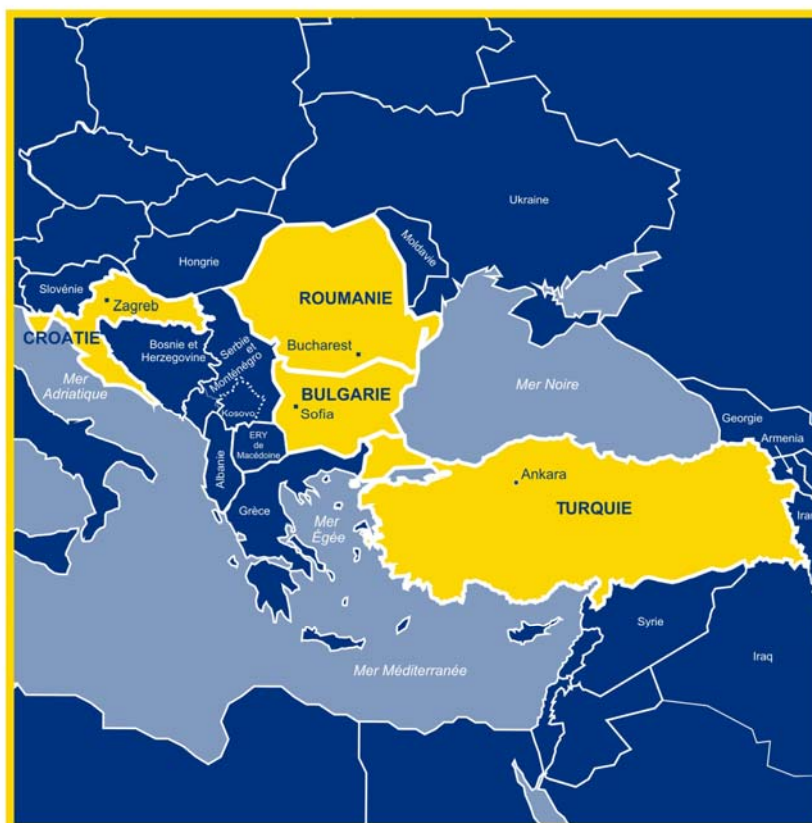 Ukraine
Moldavie
Hongrie
Slovénie
Zagreb
ROUMANIE
CROATIE
Bosnie et
Herzegovine
Serbie et
Monténégro
Bucharest
Mer
Adriatique
Mer Noire
BULGARIE
Sofia
Kosovo
Georgie
Armenia
ERY
de
Macédoine
Albanie
Ankara
Iran
Grèce
TURQUIE
Mer
Égée
Syrie
Iraq
Mer Méditerranée